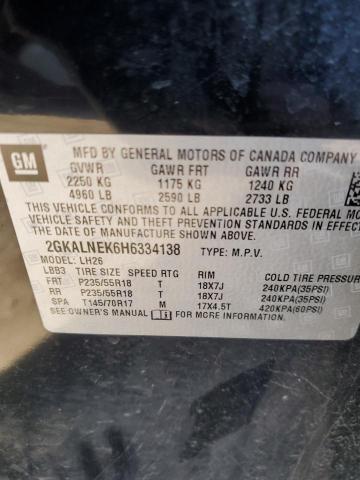 GM
MFD BY GENERAL MOTORS OF CANADA COMPANY
GVWR GAWR FRT GAWR RR
2250 KG 1175 KG 1240 KG
4960 LB 2590 LB 2733 LB
THIS VEHICLE CONFORMS TO ALL APPLICABLE U.S. FEDERAL MOTOR
VEHICLE SAFETY AND THEFT PREVENTION STANDARDS IN EFFECT ON
THE DATE OF MANUFACTURE SHOWN ABOVE.
2GKALNEK6H6334138 TYPE: M.P.V.
MODEL: LH26
LBB3 TIRE SIZE SPEED RTG RIM COLD TIRE PRESSURE
FRT P235/55R18 T 18X7J 240KPA(35PSI)
RR P235/55R18 T 18X7J 240KPA(35PSI)
SPA T145/70R17 M 17X4.5T 420KPA(60PSI)
SEE OWNER'S MANUAL FOR MORE INFORMATION